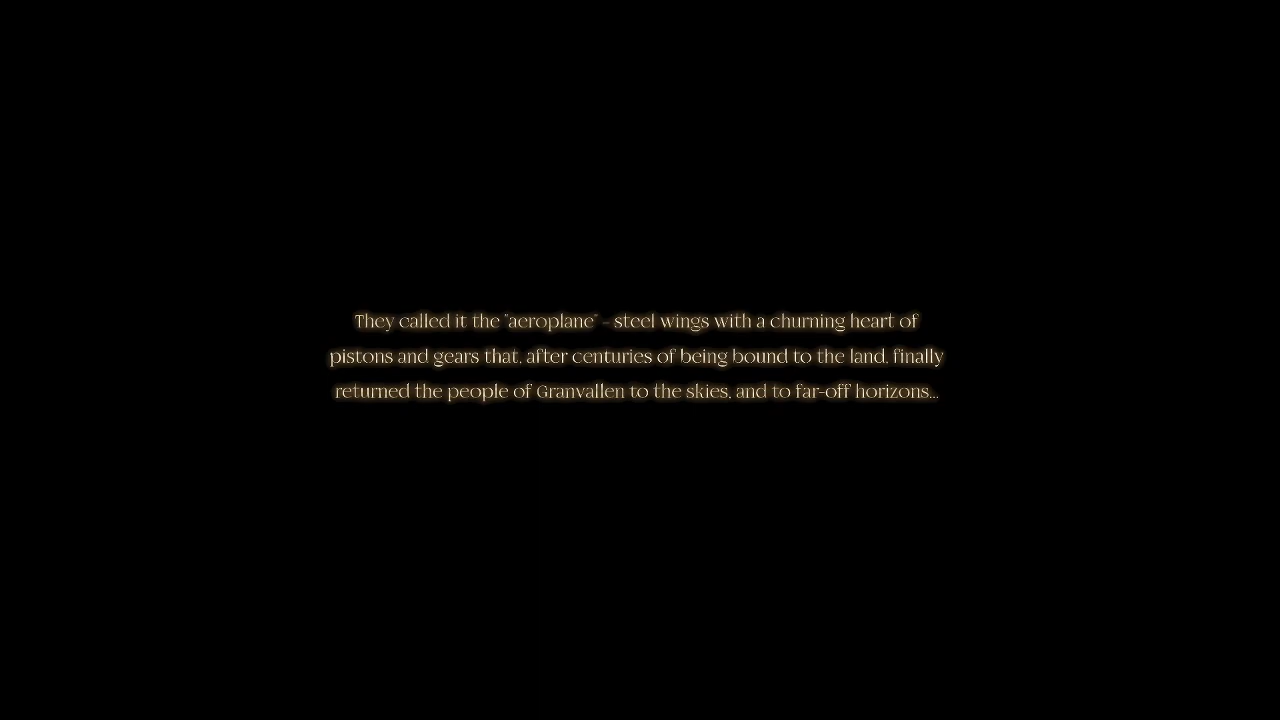 They called it the "aeroplane" - steel wings with a churning heart of
pistons and gears that, after centuries of being bound to the land, finally
returned the people of Granvallen to the skies, and to far-off horizons...